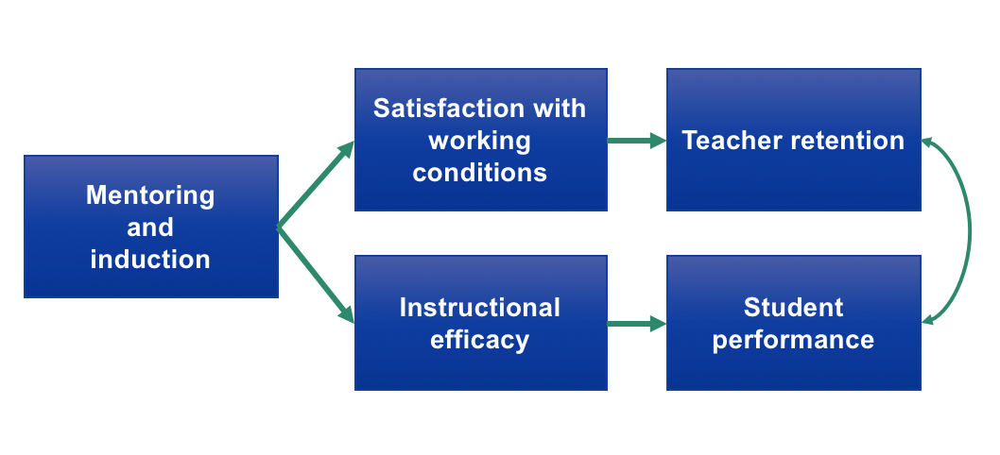 Mentoring
and
induction
Satisfaction with
working
conditions
Teacher retention
Instructional
efficacy
Student
performance